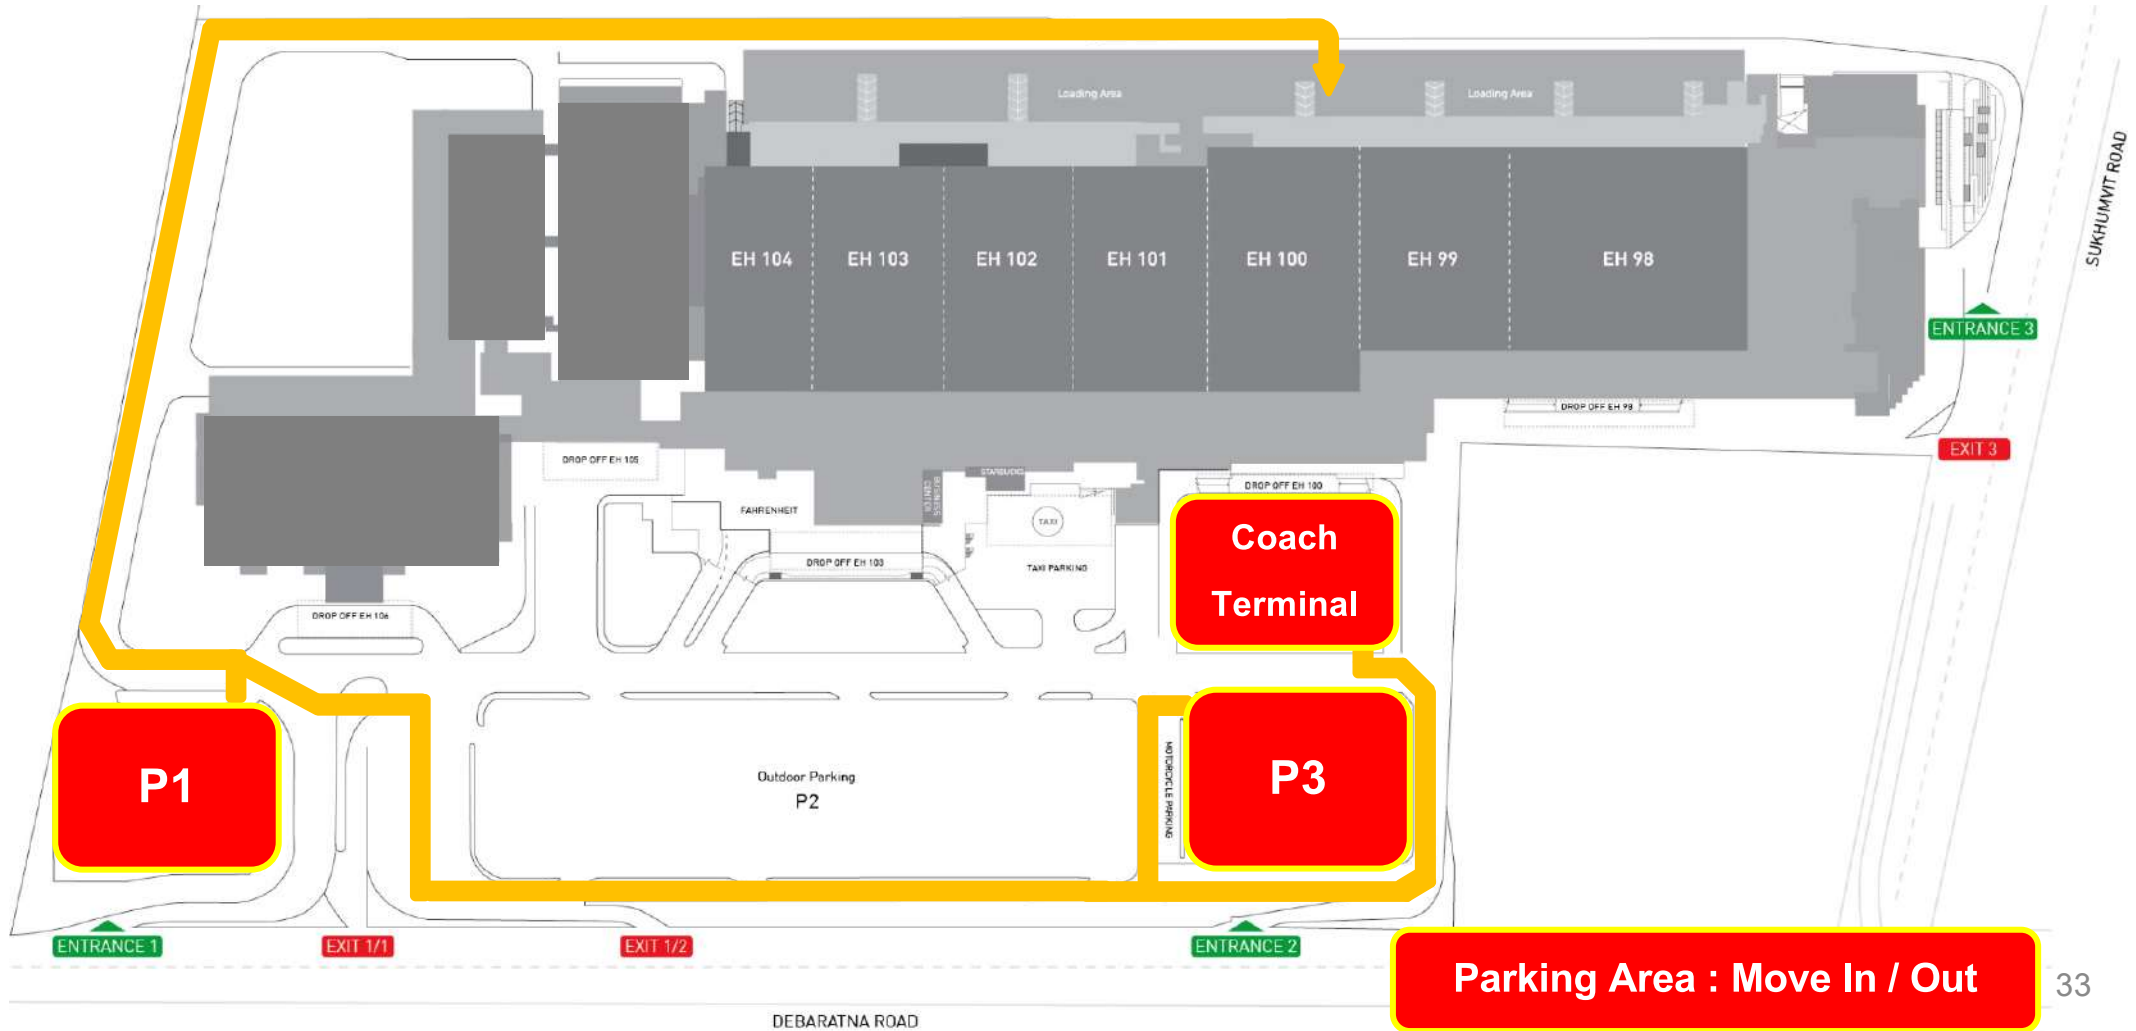 Loading Area
Loading Area
SUKHUMVIT ROAD
EH 104
EH 103
EH 102
EH 101
EH 100
EH 99
EH 98
ENTRANCE 3
DROP OFF EH 98
EXIT 3
DROP OFF EH 105
STARBUCKS
BUSINESS
CENTER
DROP OFF EH 100
FAHRENHEIT
TAXI
Coach
Terminal
DROP OFF EH 103
TAXI PARKING
DROP OFF EH 106
P1
Outdoor Parking
P2
MOTORCYCLE PARKING
P3
ENTRANCE 1
EXIT 1/1
EXIT 1/2
ENTRANCE 2
Parking Area : Move In / Out
33
DEBARATNA ROAD